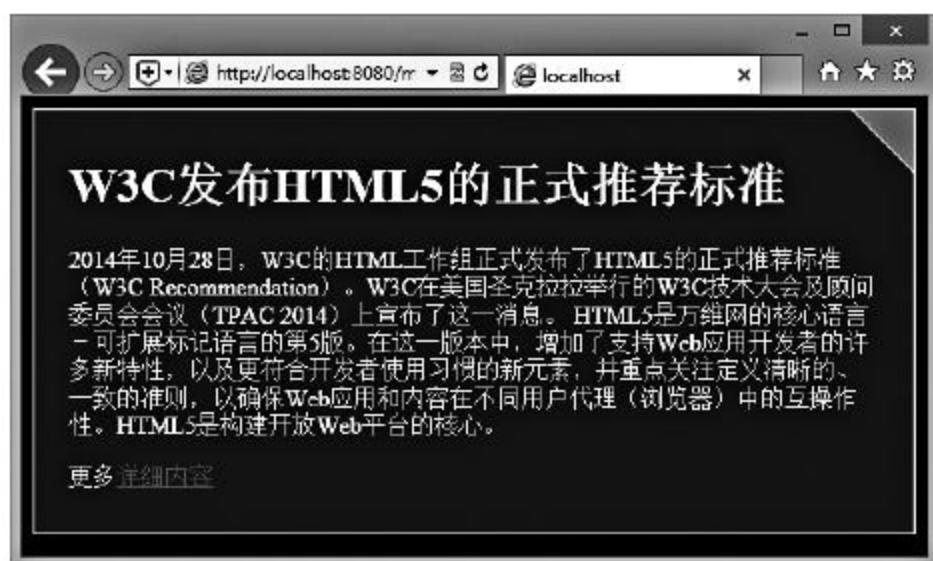 http://localhost:8080/m
localhost
W3C发布HTML5的正式推荐标准
2014年10月28日，W3C的HTML工作组正式发布了HTML5的正式推荐标准
（W3C Recommendation）。W3C在美国圣克拉拉举行的W3C技术大会及顾问
委员会会议（TPAC 2014）上宣布了这一消息。 HTML5是万维网的核心语言
－可扩展标记语言的第5版。在这一版本中，增加了支持Web应用开发者的许
多新特性，以及更符合开发者使用习惯的新元素，并重点关注定义清晰的、
一致的准则，以确保Web应用和内容在不同用户代理（浏览器）中的互操作
性。HTML5是构建开放Web平台的核心。
更多详细内容